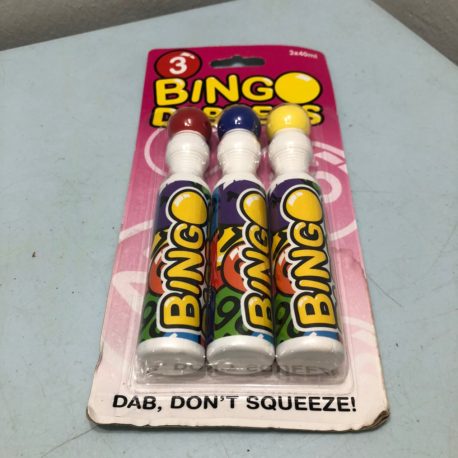 3
3x40ml
BINGO
DABBERS
BINGO
BINGO
BINGO
DAB, DON'T SQUEEZE!